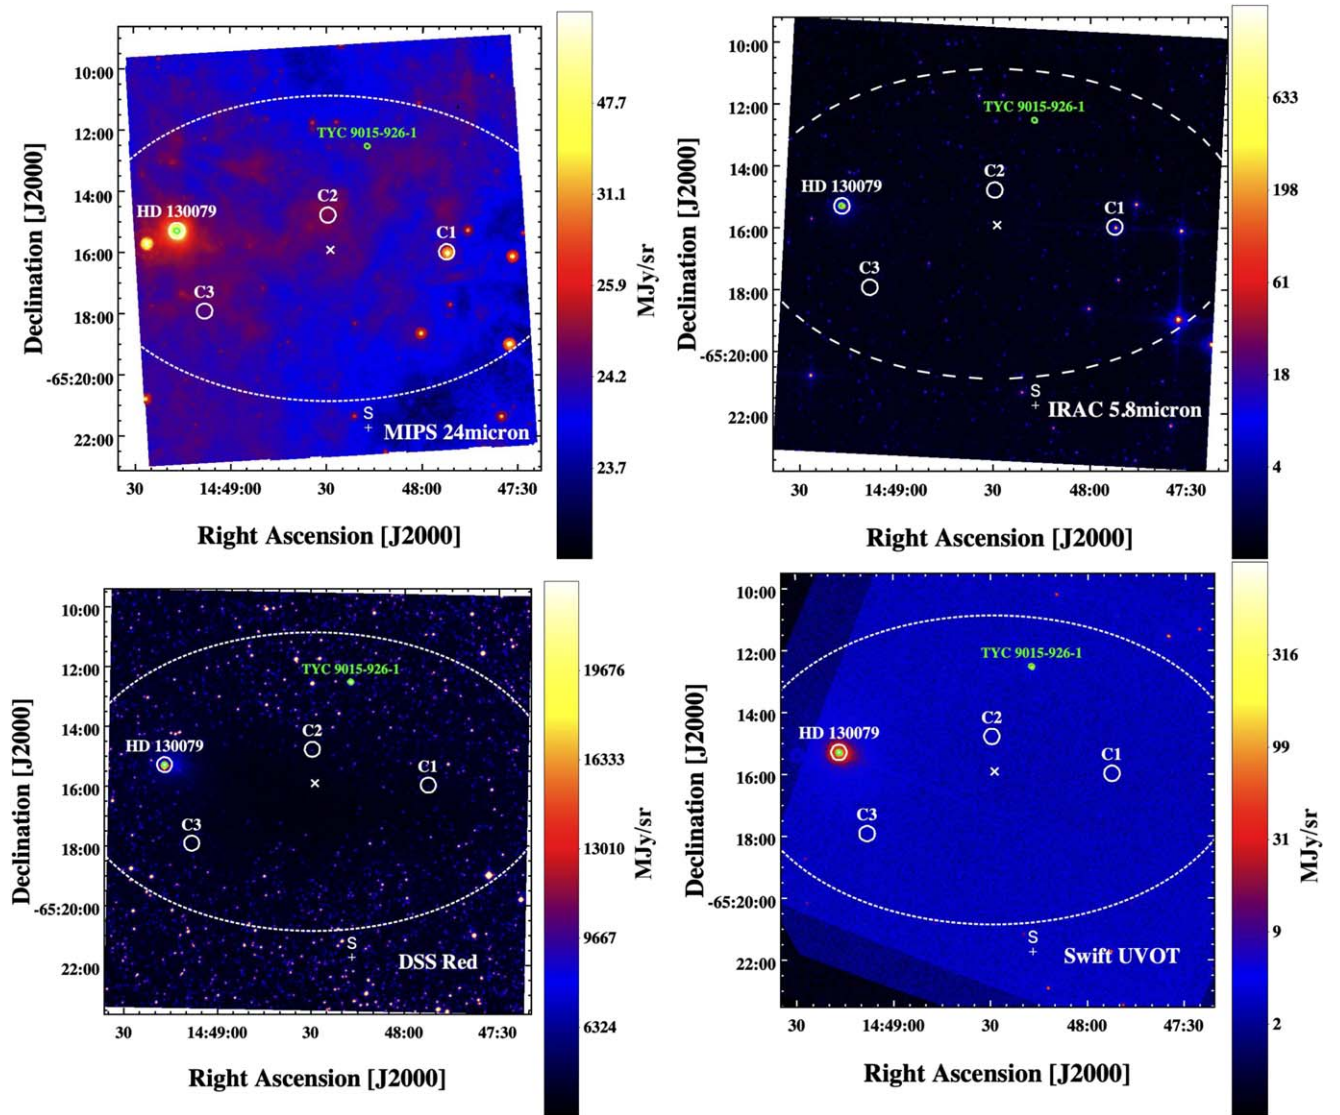 10:00
12:00
14:00
16:00
18:00
-65:20:00
22:00
Declination [J2000]
TYC 9015-926-1
C2
HD 130079
C1
C3
S
MIPS 24micron
30
14:49:00
30
48:00
47:30
Right Ascension [J2000]
47.7
31.1
25.9
24.2
23.7
MJy/sr
10:00
12:00
14:00
16:00
18:00
-65:20:00
22:00
Declination [J2000]
TYC 9015-926-1
C2
HD 130079
C1
C3
S
IRAC 5.8micron
30
14:49:00
30
48:00
47:30
Right Ascension [J2000]
633
198
61
18
4
MJy/sr
10:00
12:00
14:00
16:00
18:00
-65:20:00
22:00
Declination [J2000]
TYC 9015-926-1
C2
HD 130079
C1
C3
S
DSS Red
30
14:49:00
30
48:00
47:30
Right Ascension [J2000]
19676
16333
13010
9667
6324
MJy/sr
10:00
12:00
14:00
16:00
18:00
-65:20:00
22:00
Declination [J2000]
TYC 9015-926-1
C2
HD 130079
C1
C3
S
Swift UVOT
30
14:49:00
30
48:00
47:30
Right Ascension [J2000]
316
99
31
9
2
MJy/sr